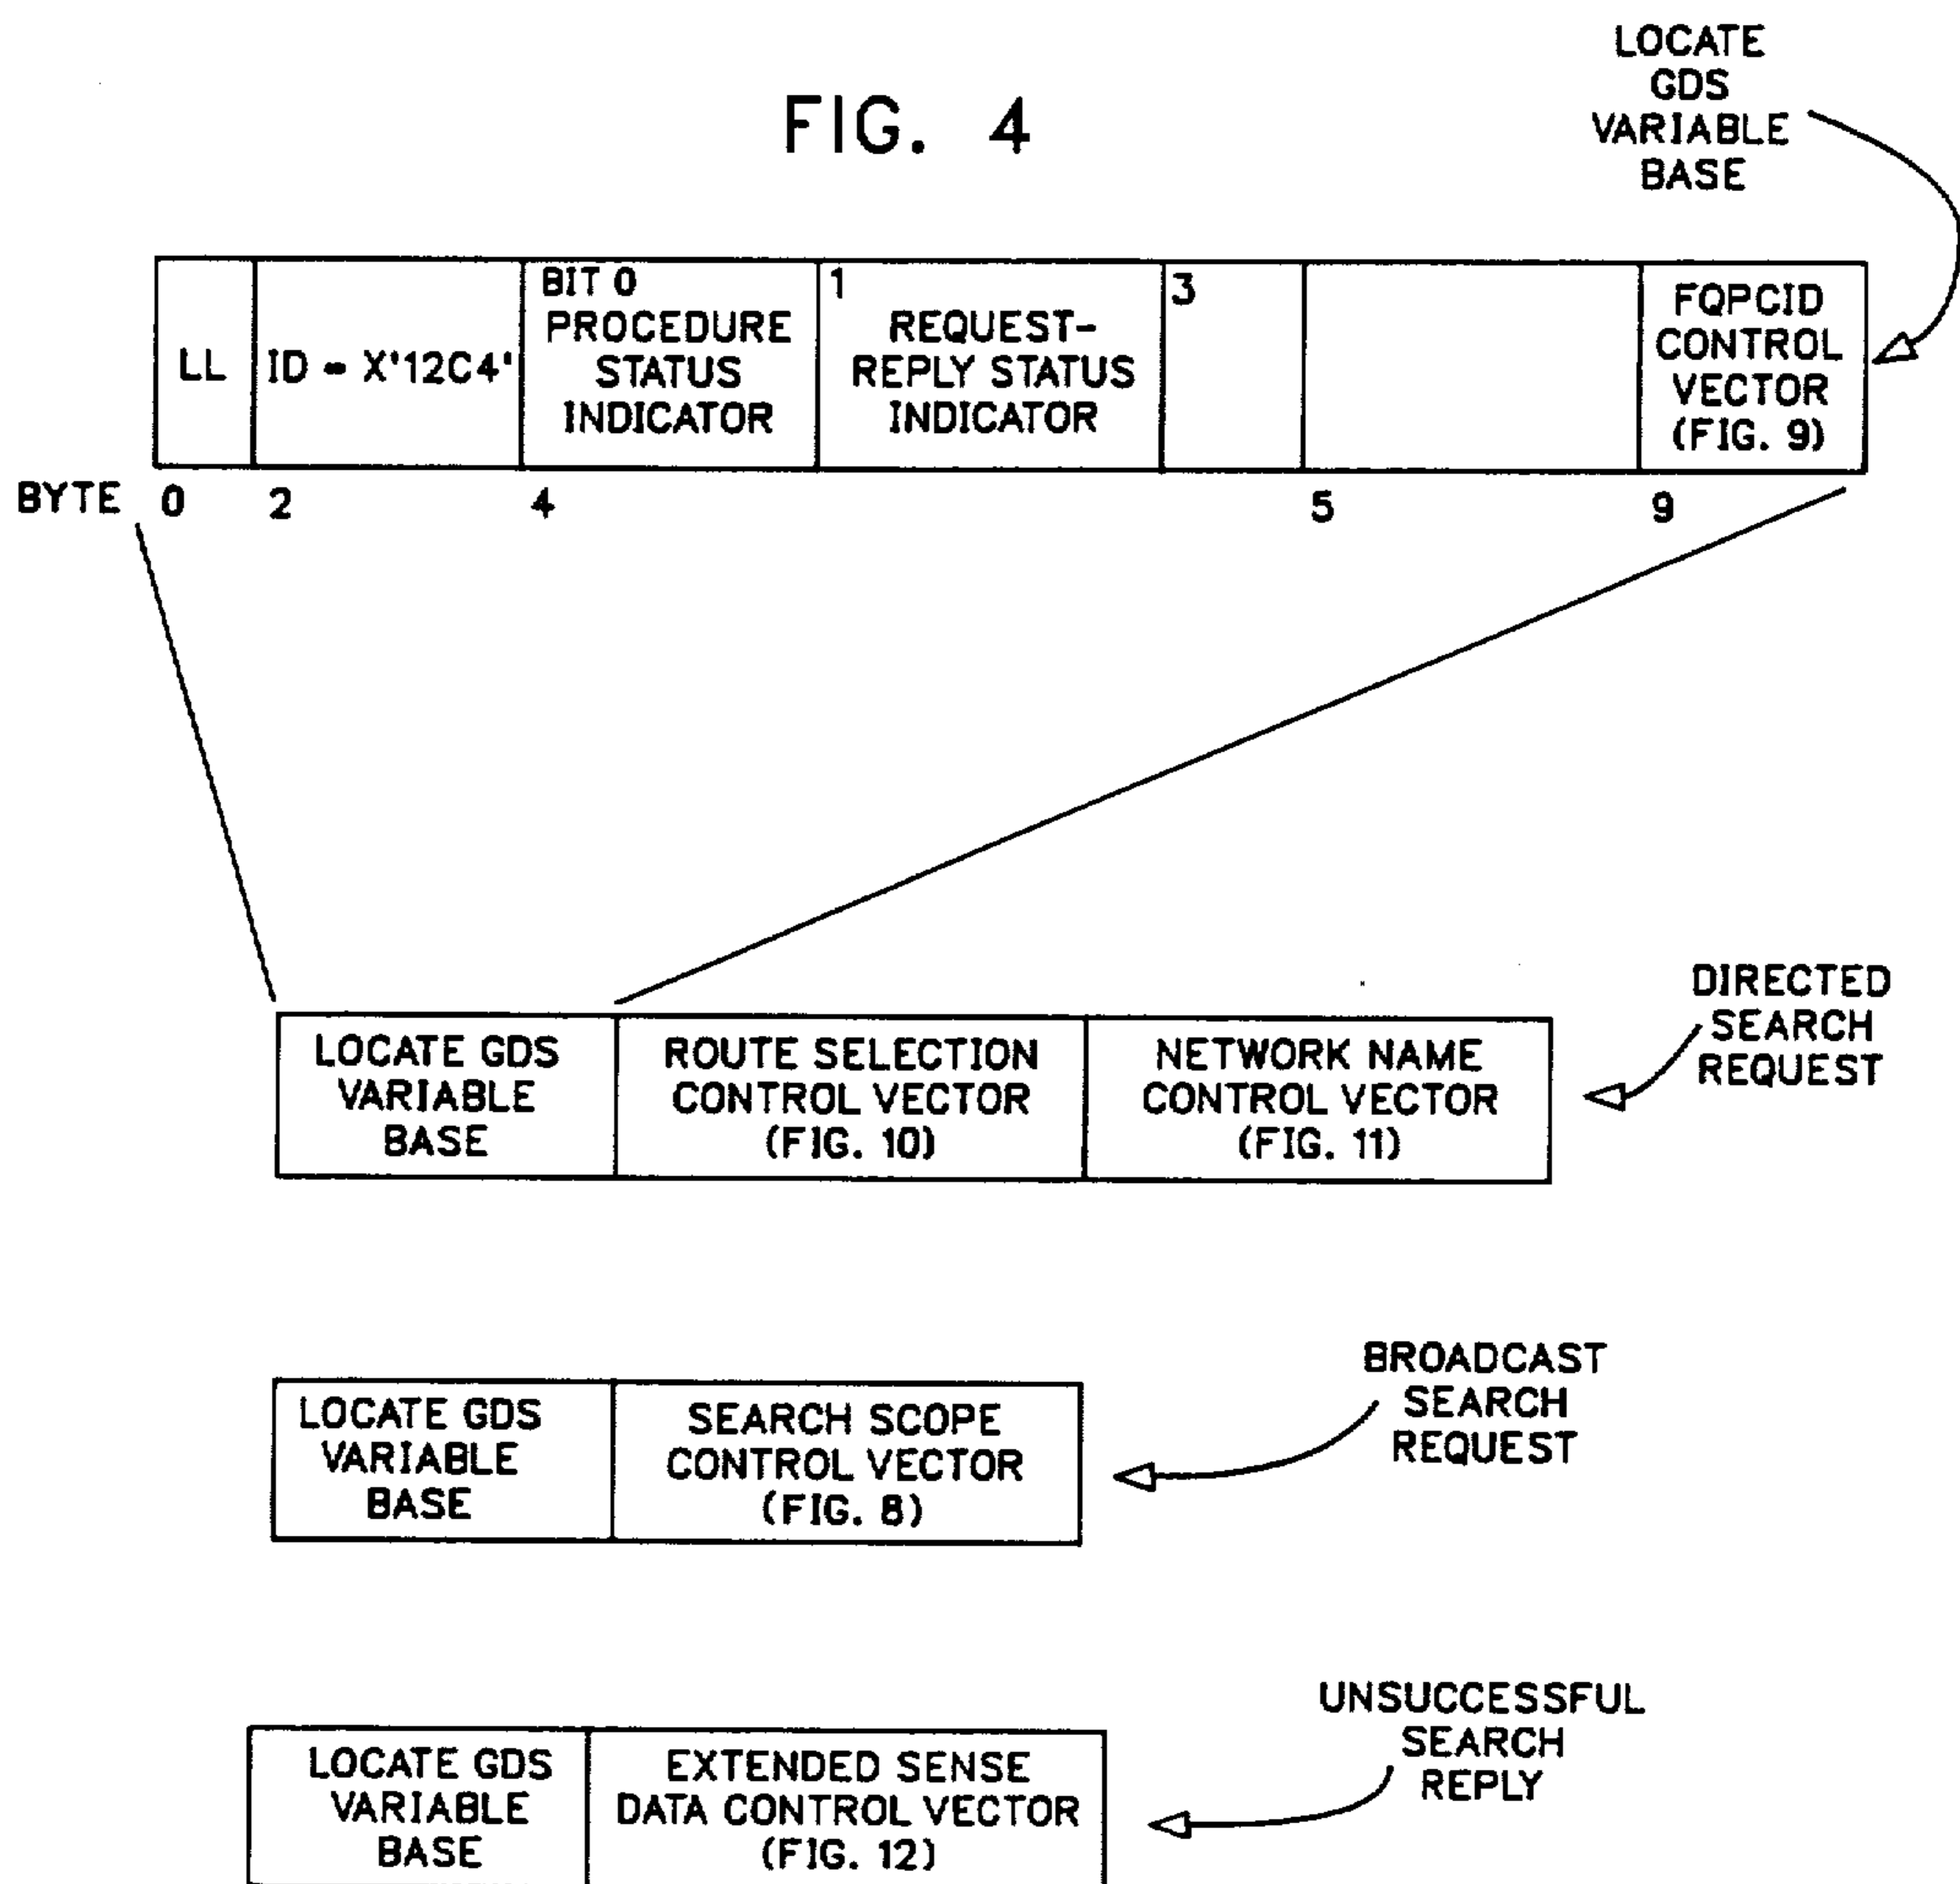 FIG. 4
LOCATE
GDS
VARIABLE
BASE
LL
ID = X'12C4'
BIT 0
PROCEDURE
STATUS
INDICATOR
1
REQUEST-
REPLY STATUS
INDICATOR
3
FQPCID
CONTROL
VECTOR
(FIG. 9)
BYTE 0 2 4 5 9
LOCATE GDS
VARIABLE
BASE
ROUTE SELECTION
CONTROL VECTOR
(FIG. 10)
NETWORK NAME
CONTROL VECTOR
(FIG. 11)
DIRECTED
SEARCH
REQUEST
LOCATE GDS
VARIABLE
BASE
SEARCH SCOPE
CONTROL VECTOR
(FIG. 8)
BROADCAST
SEARCH
REQUEST
LOCATE GDS
VARIABLE
BASE
EXTENDED SENSE
DATA CONTROL VECTOR
(FIG. 12)
UNSUCCESSFUL
SEARCH
REPLY